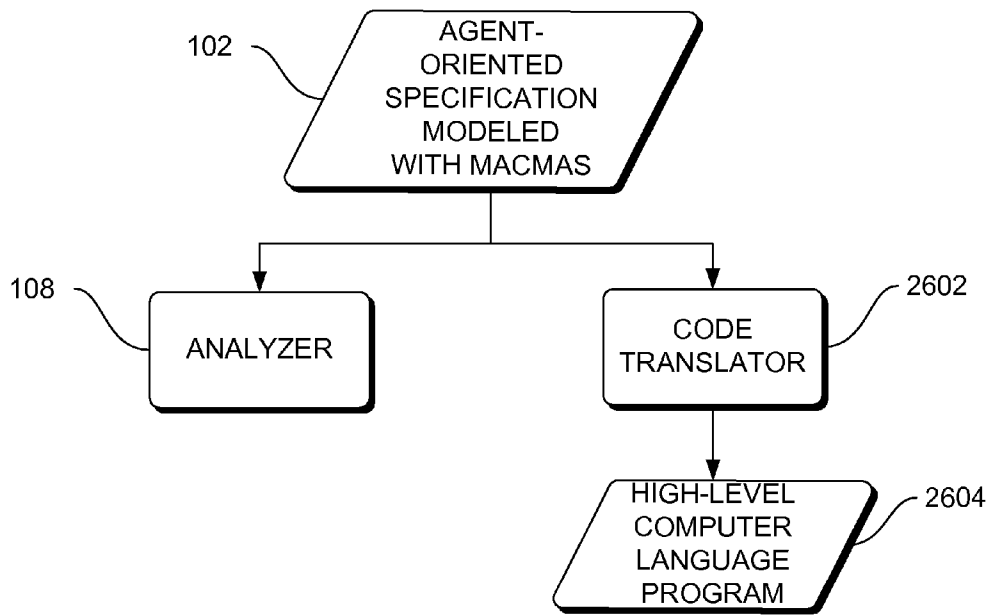 102
AGENT-
ORIENTED
SPECIFICATION
MODELED
WITH MACMAS
108
ANALYZER
2602
CODE
TRANSLATOR
HIGH-LEVEL
COMPUTER
LANGUAGE
PROGRAM
2604